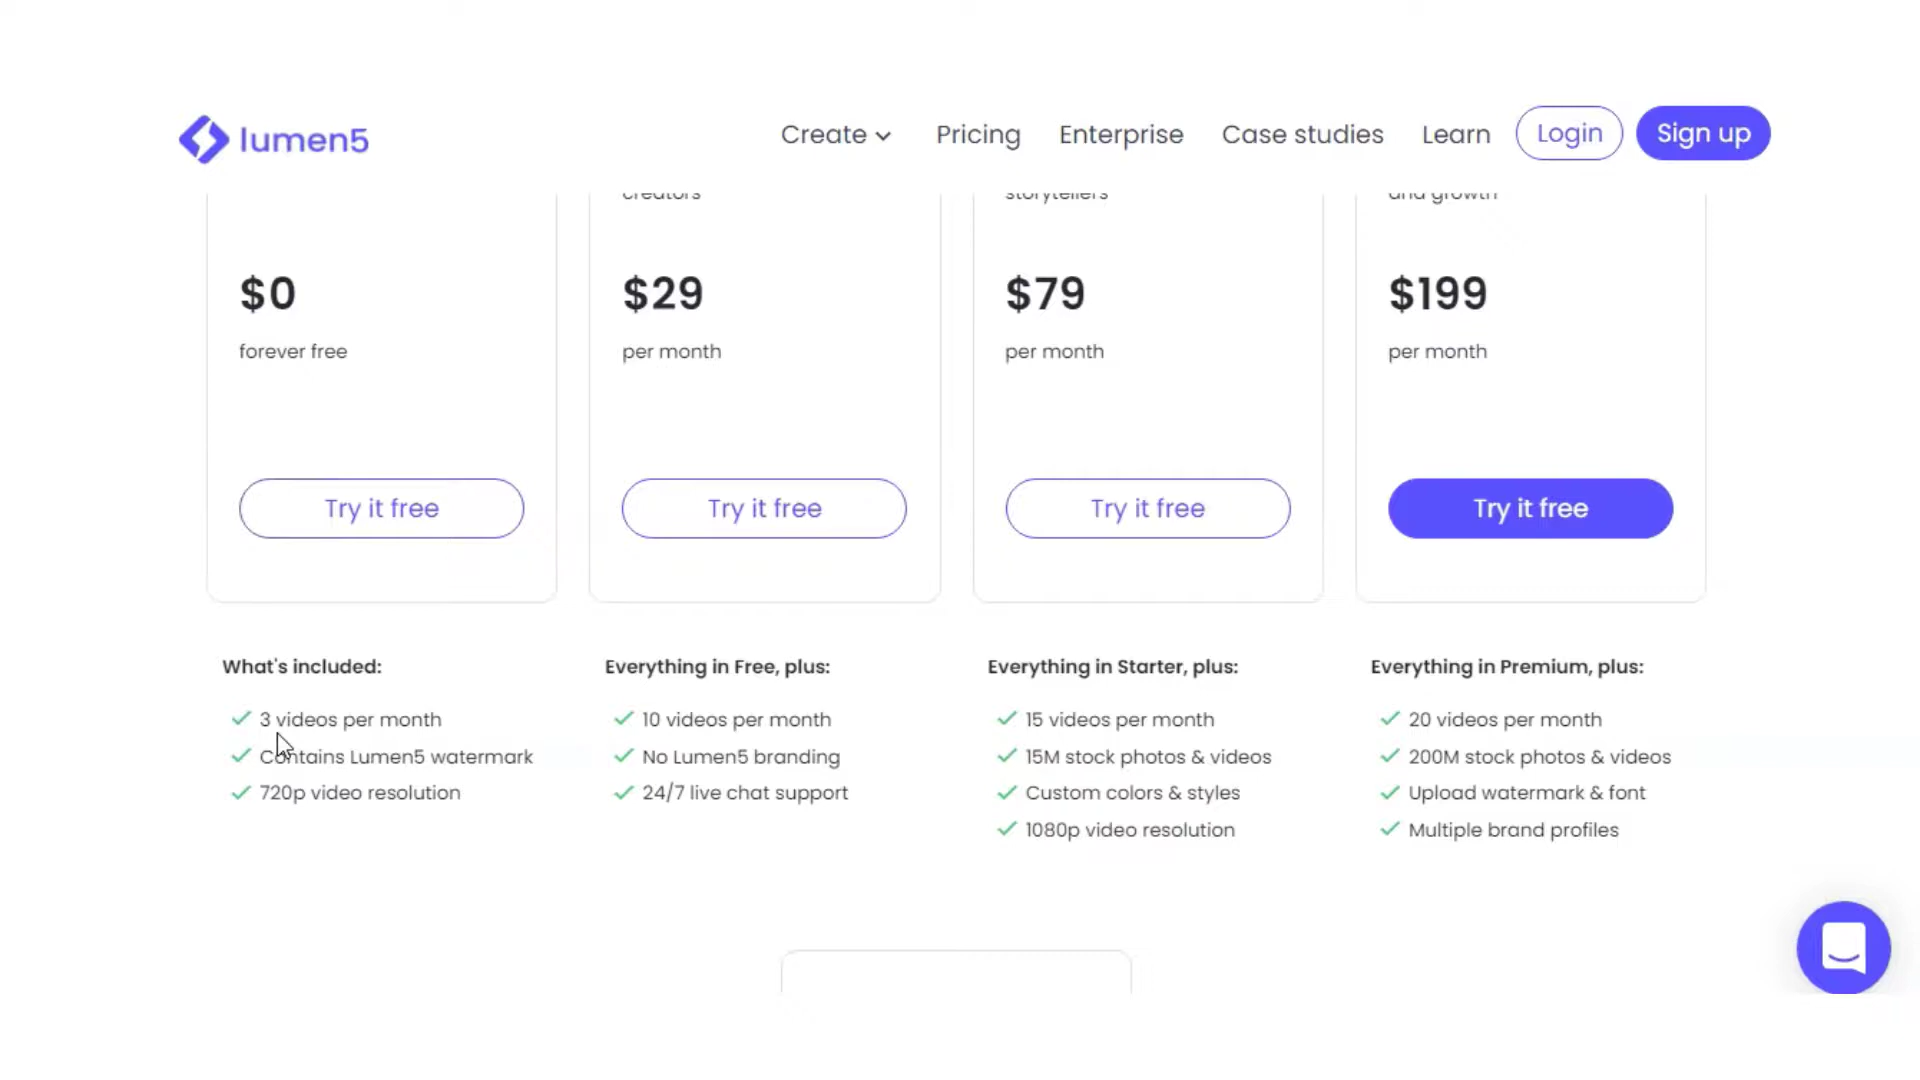 lumen5
Create Pricing Enterprise Case studies Learn Login Sign up
creators storytellers and growth
$0 $29 $79 $199
forever free per month per month per month
Try it free Try it free Try it free Try it free
What's included: Everything in Free, plus: Everything in Starter, plus: Everything in Premium, plus:
3 videos per month 10 videos per month 15 videos per month 20 videos per month
Contains Lumen5 watermark No Lumen5 branding 15M stock photos & videos 200M stock photos & videos
720p video resolution 24/7 live chat support Custom colors & styles Upload watermark & font
1080p video resolution Multiple brand profiles